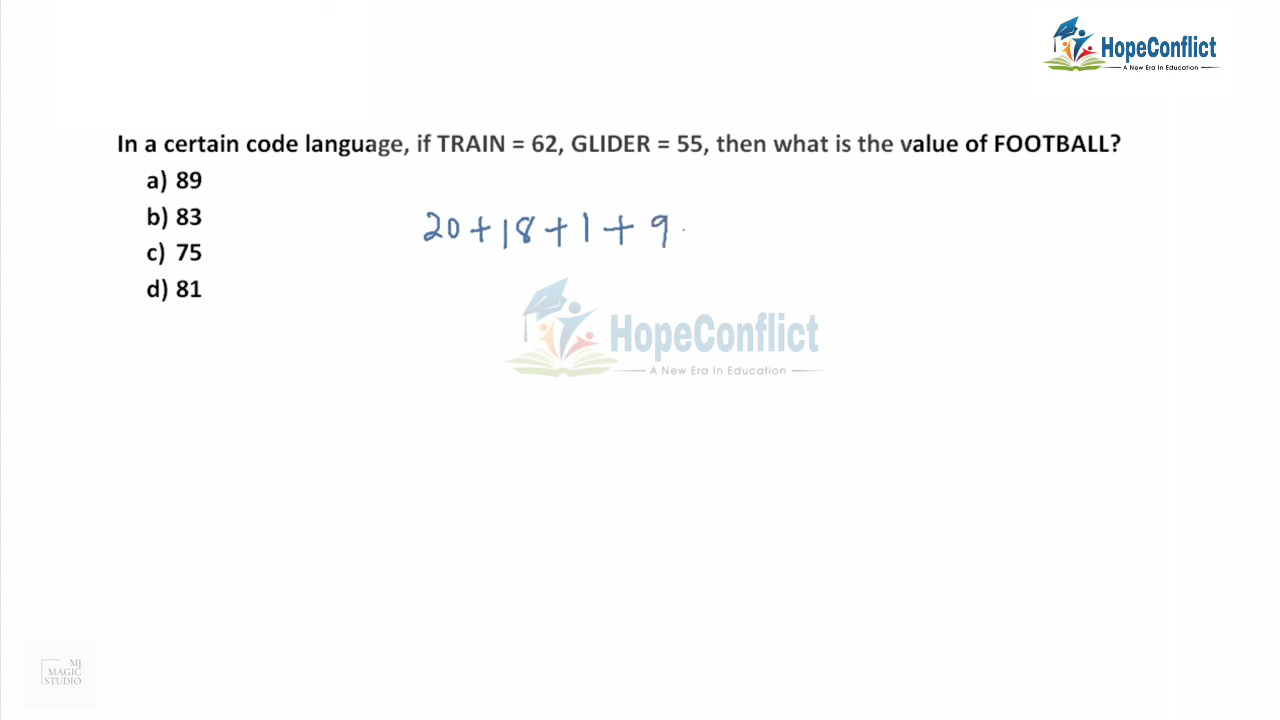 HopeConflict
A New Era In Education
In a certain code language, if TRAIN = 62, GLIDER = 55, then what is the value of FOOTBALL?
a) 89
b) 83
c) 75
d) 81
20 + 18 + 1 + 9
HopeConflict
A New Era In Education
MJ
MAGIC
STUDIO